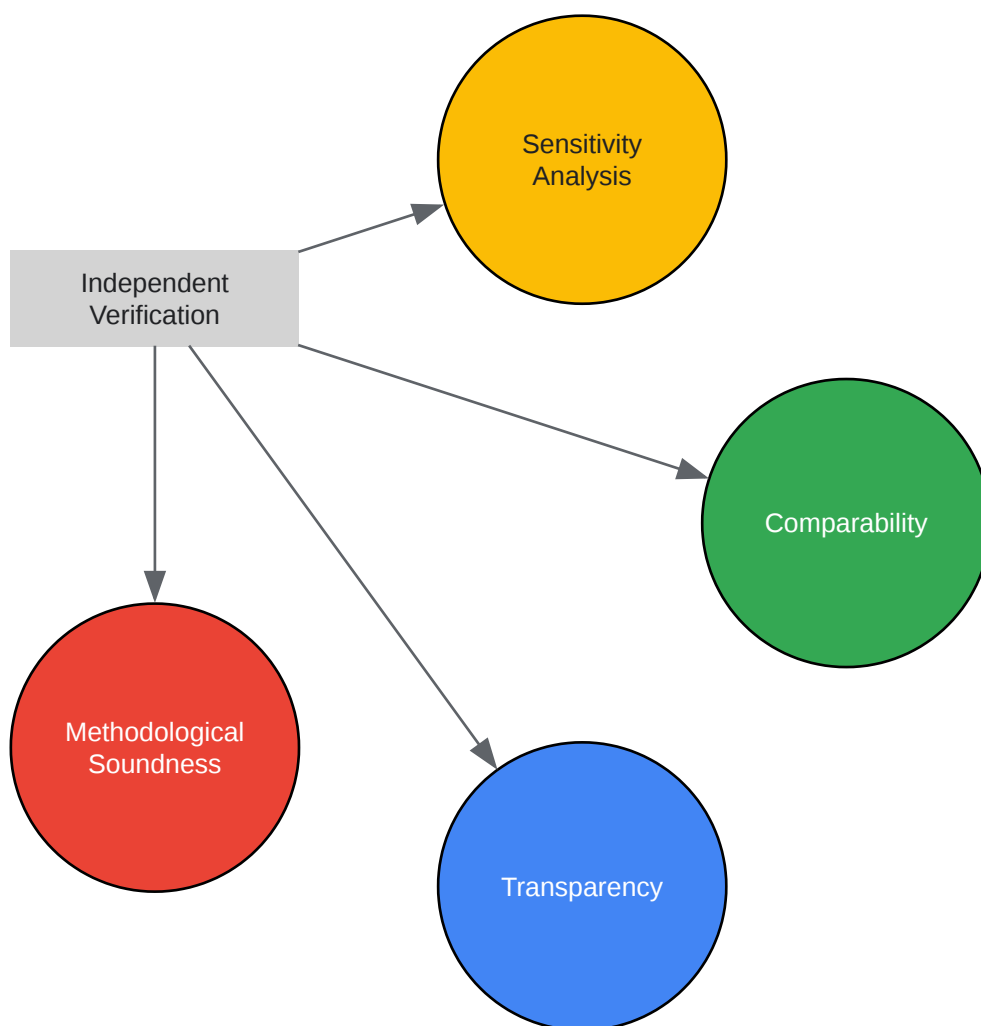 Sensitivity
Analysis
Independent
Verification
Comparability
Methodological
Soundness
Transparency